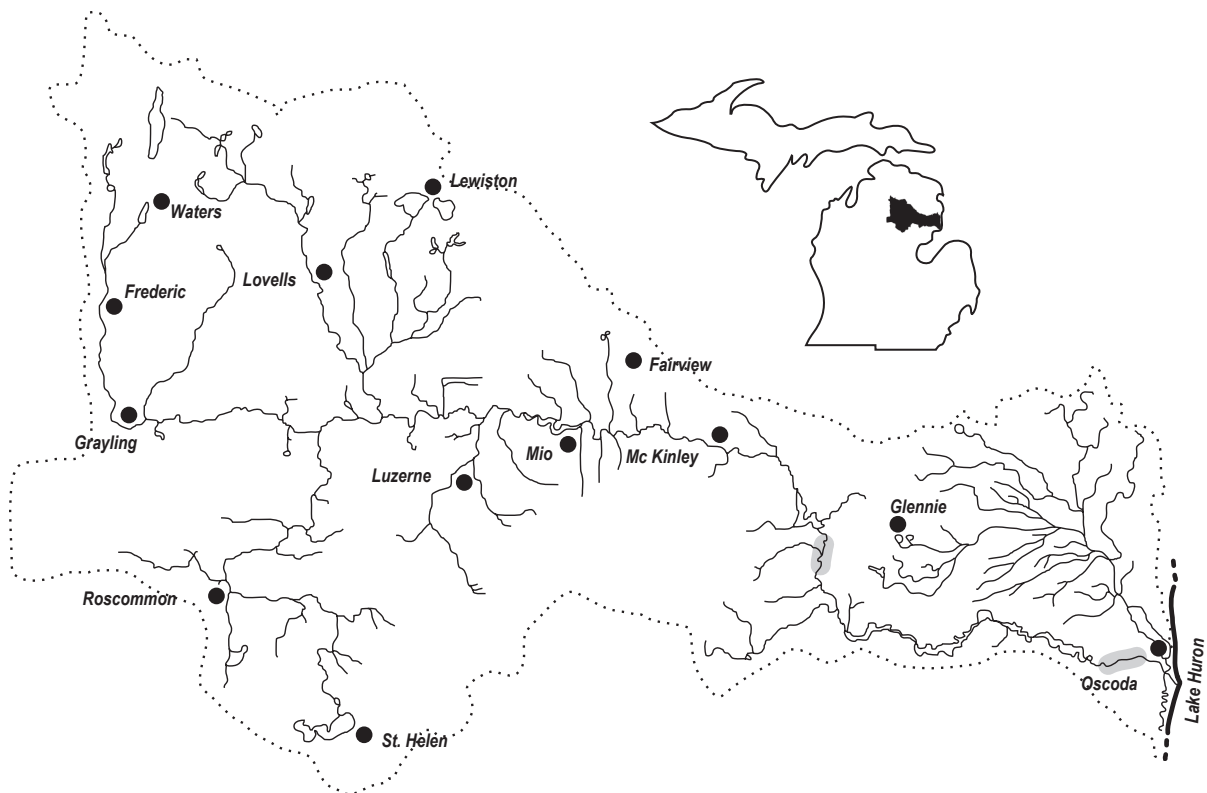 Lewiston
Waters
Lovells
Frederic
Fairview
Grayling
Mio
Mc Kinley
Luzerne
Glennie
Roscommon
Oscoda
Lake Huron
St. Helen